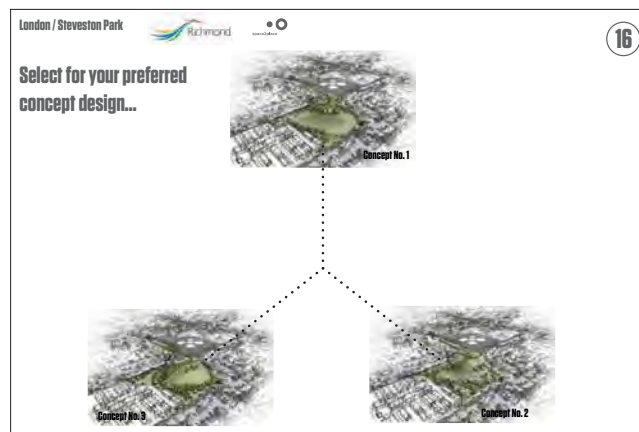 London / Steveston Park
Richmond
space2place
16
Select for your preferred
concept design...
Concept No. 1
Concept No. 3
Concept No. 2